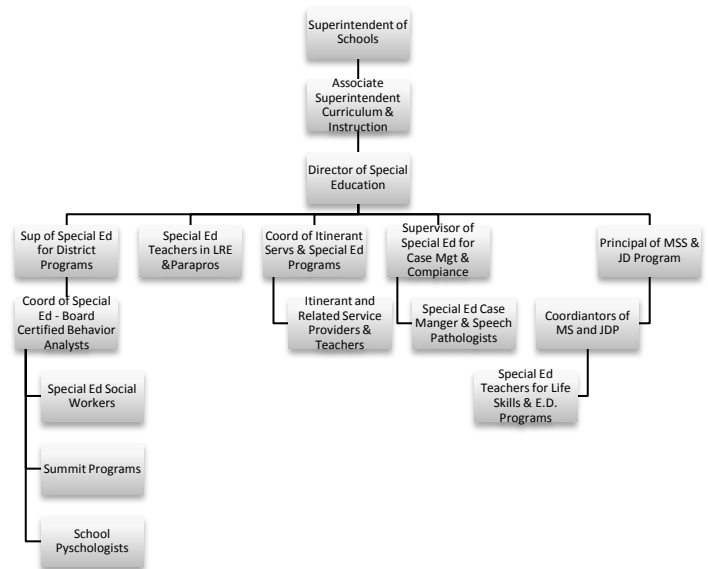 Superintendent of
Schools
Associate
Superintendent
Curriculum &
Instruction
Director of Special
Education
Sup of Special Ed
for District
Programs
Special Ed
Teachers in LRE
&Parapros
Coord of Itinerant
Servs & Special Ed
Programs
Supervisor of
Special Ed for
Case Mgt &
Compiance
Principal of MSS &
JD Program
Coord of Special
Ed - Board
Certified Behavior
Analysts
Itinerant and
Related Service
Providers &
Teachers
Special Ed Case
Manger & Speech
Pathologists
Coordiantors of
MS and JDP
Special Ed Social
Workers
Special Ed
Teachers for Life
Skills & E.D.
Programs
Summit Programs
School
Pyschologists